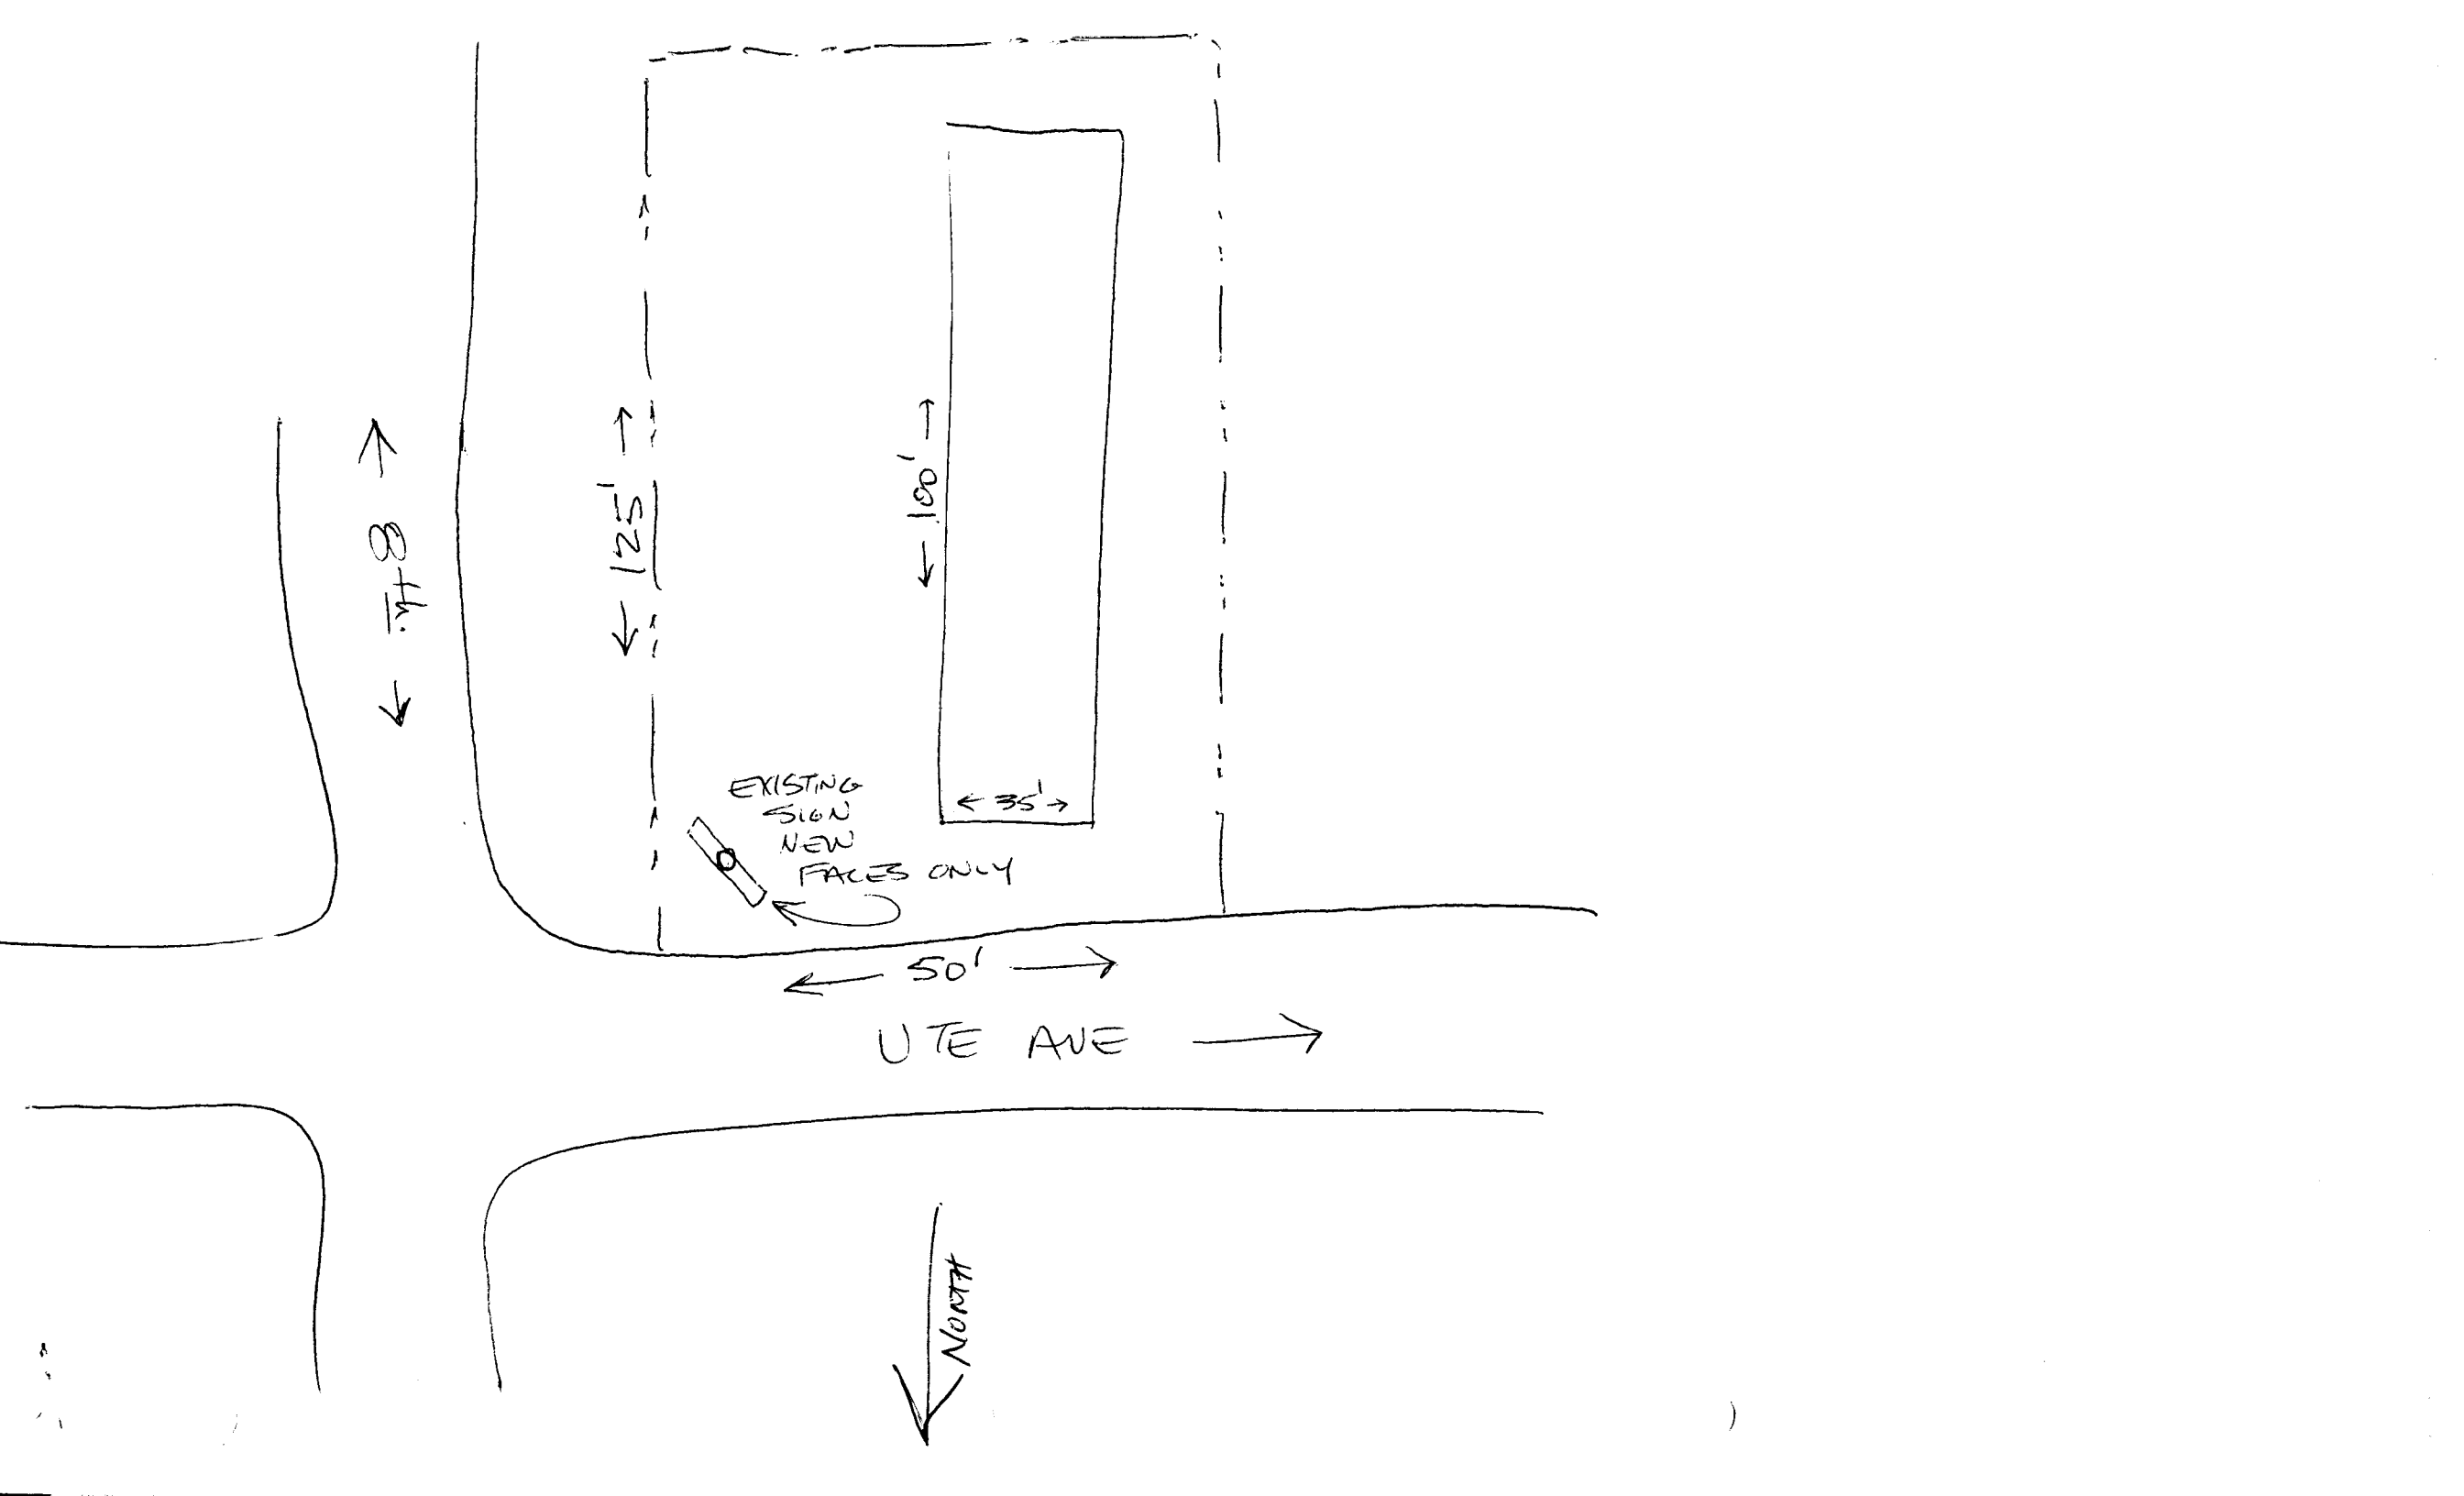 8th.
125'
100'
35'
EXISTING
SIGN
NEW
FACES ONLY
50'
UTE AVE
NORTH